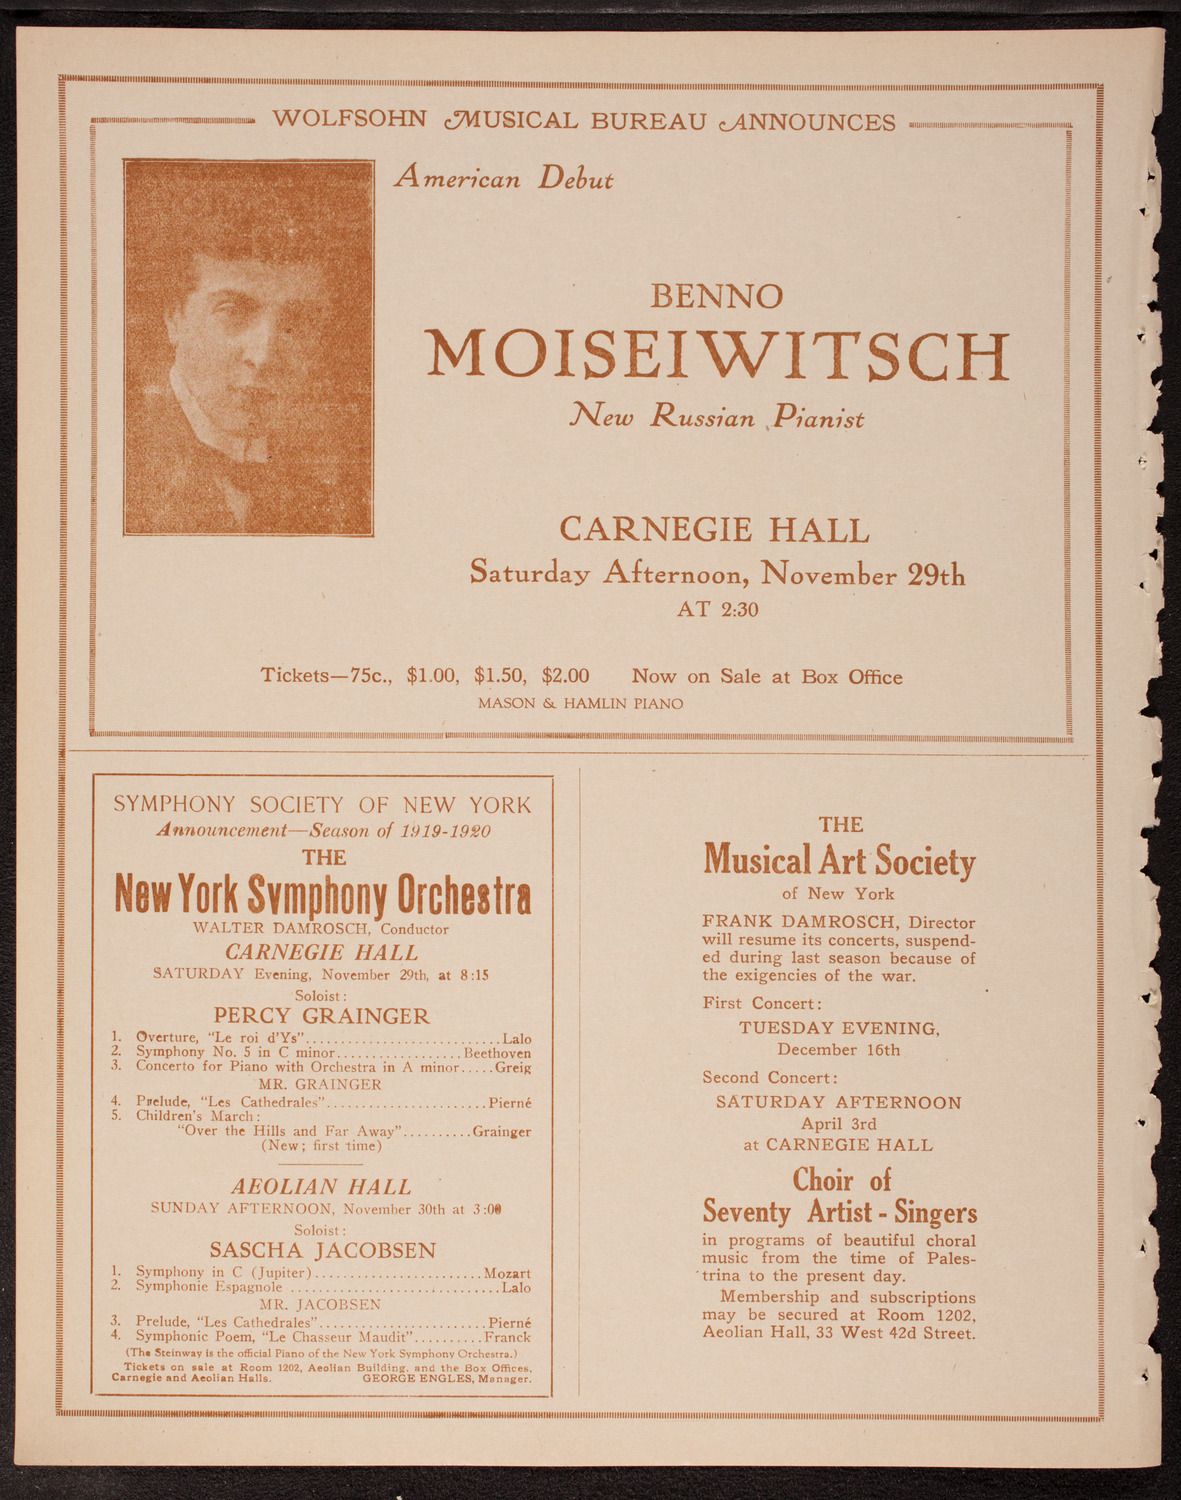 WOLFSOHN MUSICAL BUREAU ANNOUNCES
American Debut
BENNO
MOISEIWITSCH
New Russian Pianist
CARNEGIE HALL
Saturday Afternoon, November 29th
AT 2:30
Tickets—75c., $1.00, $1.50, $2.00 Now on Sale at Box Office
MASON & HAMLIN PIANO
SYMPHONY SOCIETY OF NEW YORK
Announcement—Season of 1919-1920
THE
New York Symphony Orchestra
WALTER DAMROSCH, Conductor
CARNEGIE HALL
SATURDAY Evening, November 29th, at 8:15
Soloist:
PERCY GRAINGER
1. Overture, "Le roi d'Ys"............................Lalo
2. Symphony No. 5 in C minor..................Beethoven
3. Concerto for Piano with Orchestra in A minor.....Greig
MR. GRAINGER
4. Prelude, "Les Cathedrales".......................Pierné
5. Children's March:
"Over the Hills and Far Away"..........Grainger
(New; first time)
AEOLIAN HALL
SUNDAY AFTERNOON, November 30th at 3:00
Soloist:
SASCHA JACOBSEN
1. Symphony in C (Jupiter)........................Mozart
2. Symphonie Espagnole ..............................Lalo
MR. JACOBSEN
3. Prelude, "Les Cathedrales"........................Pierné
4. Symphonic Poem, "Le Chasseur Maudit"..........Franck
(The Steinway is the official Piano of the New York Symphony Orchestra.)
Tickets on sale at Room 1202, Aeolian Building, and the Box Offices,
Carnegie and Aeolian Halls. GEORGE ENGLES, Manager.
THE
Musical Art Society
of New York
FRANK DAMROSCH, Director
will resume its concerts, suspend-
ed during last season because of
the exigencies of the war.
First Concert:
TUESDAY EVENING,
December 16th
Second Concert:
SATURDAY AFTERNOON
April 3rd
at CARNEGIE HALL
Choir of
Seventy Artist-Singers
in programs of beautiful choral
music from the time of Pales-
trina to the present day.
Membership and subscriptions
may be secured at Room 1202,
Aeolian Hall, 33 West 42d Street.